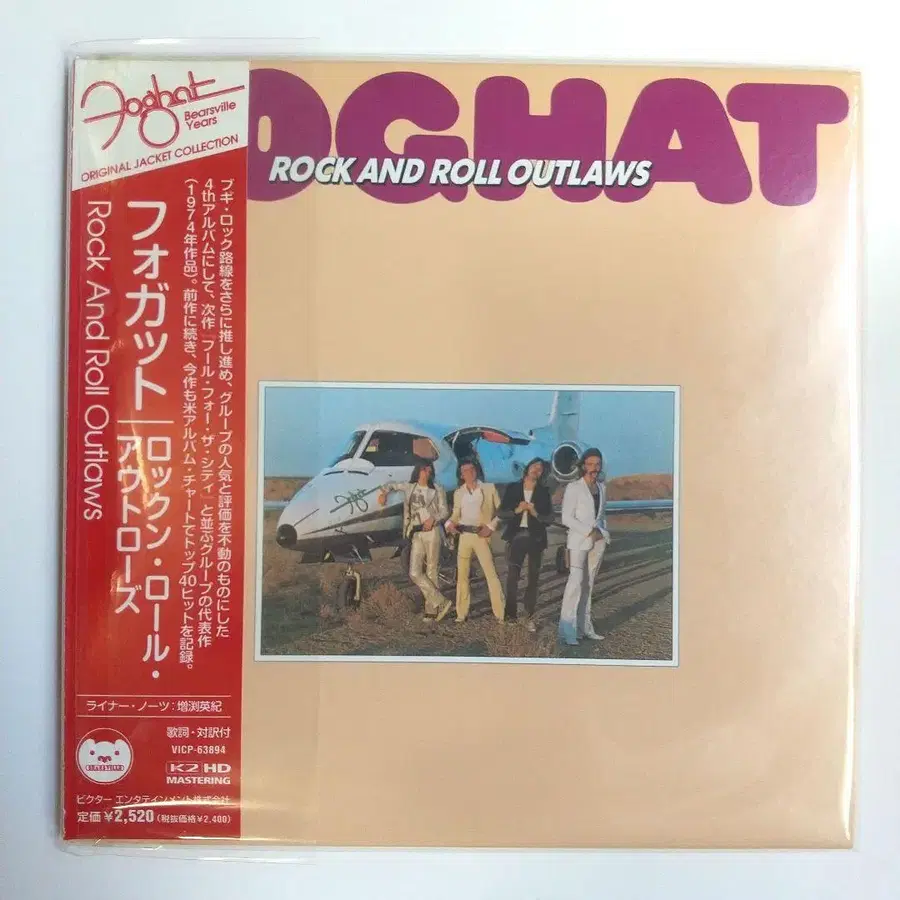 Foghat
Bearsville
Years
ORIGINAL JACKET COLLECTION
OGHAT
ROCK AND ROLL OUTLAWS
ブギ・ロック路線をさらに推し進め、グループの人気と評価を不動のものにした
4thアルバムにして、次作『フール・フォー・ザ・シティ』と並ぶグループの代表作
(1974年作品)。前作に続き、今作も米アルバム・チャートでトップ40ヒットを記録。
フォガット
ロックン・ロール・
アウトローズ
Rock And Roll Outlaws
Foghat
ライナー・ノーツ:増渕英紀
歌詞・対訳付
VICP-63894
BEARSVILLE
K2 HD
MASTERING
ビクター エンタテインメント株式会社
定価¥2,520(税抜価格¥2,400)